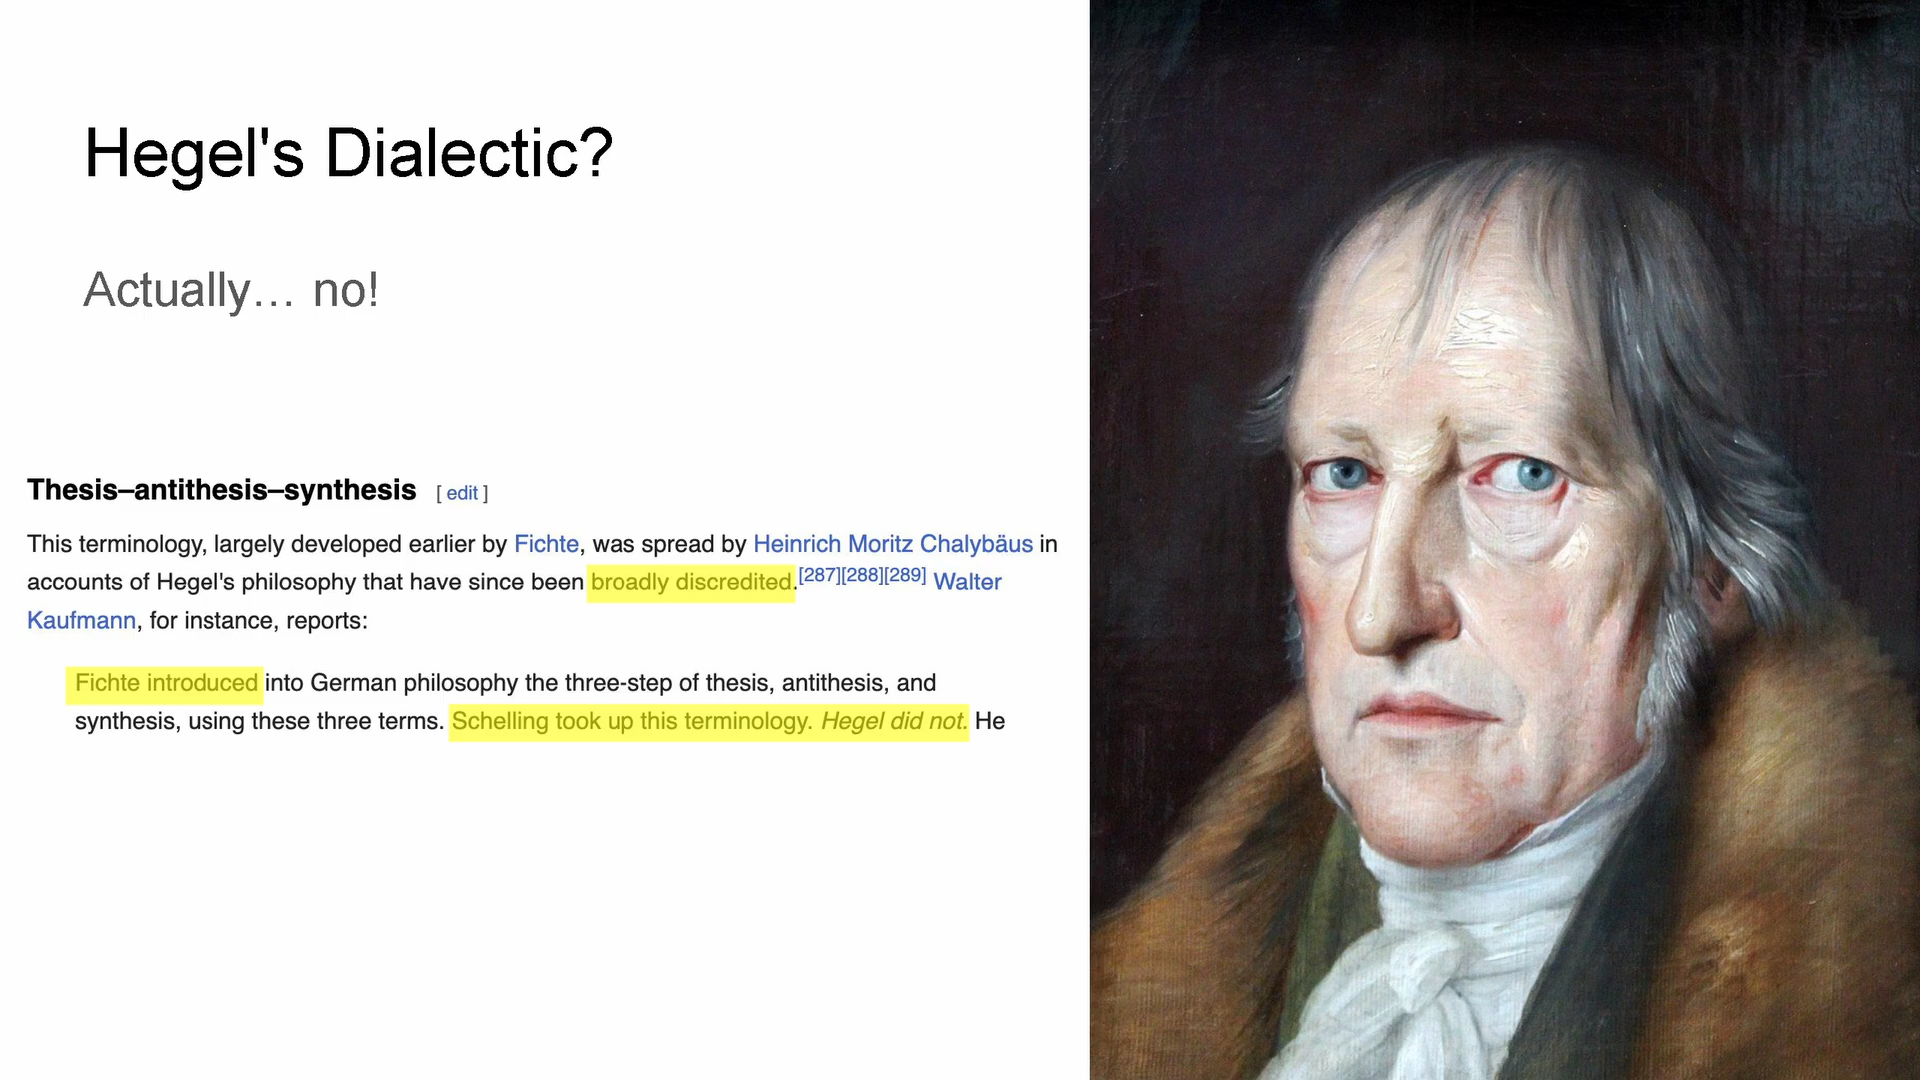 Hegel's Dialectic?
Actually… no!
Thesis–antithesis–synthesis [ edit ]
This terminology, largely developed earlier by Fichte, was spread by Heinrich Moritz Chalybäus in
accounts of Hegel's philosophy that have since been broadly discredited.[287][288][289] Walter
Kaufmann, for instance, reports:
Fichte introduced into German philosophy the three-step of thesis, antithesis, and
synthesis, using these three terms. Schelling took up this terminology. Hegel did not. He